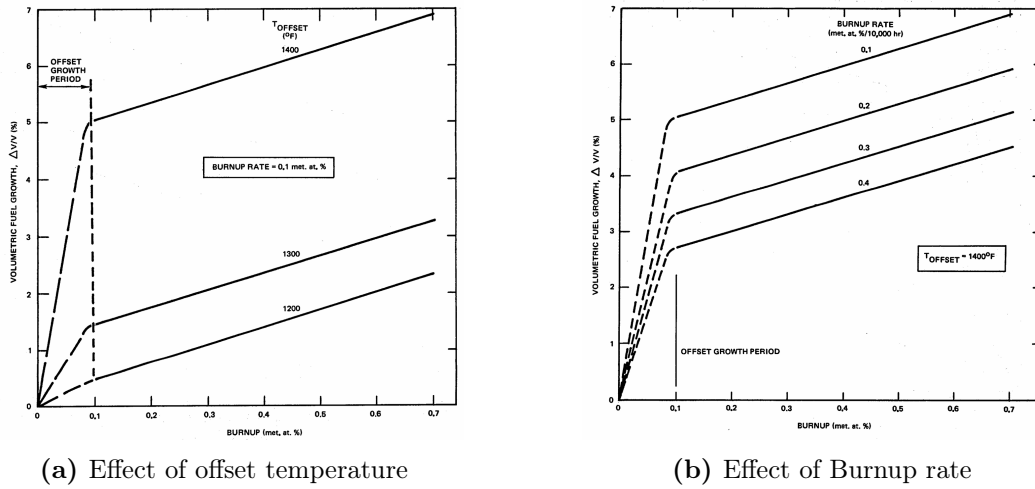 T OFFSET
(ºF)
1400
OFFSET
GROWTH
PERIOD
BURNUP RATE = 0.1 met. at. %
1300
1200
VOLUMETRIC FUEL GROWTH, Δ V/V (%)
7
6
5
4
3
2
1
0
0 0.1 0.2 0.3 0.4 0.5 0.6 0.7
BURNUP (met. at. %)
(a) Effect of offset temperature
BURNUP RATE
(met. at. %/10,000 hr)
0.1
0.2
0.3
0.4
T OFFSET = 1400ºF
OFFSET GROWTH PERIOD
VOLUMETRIC FUEL GROWTH, Δ V/V (%)
7
6
5
4
3
2
1
0
0 0.1 0.2 0.3 0.4 0.5 0.6 0.7
BURNUP (met. at. %)
(b) Effect of Burnup rate